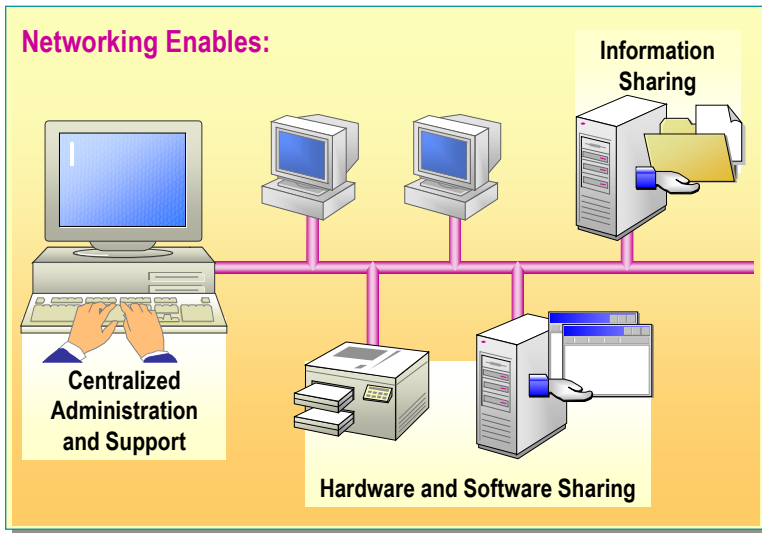 Networking Enables:
Information
Sharing
Centralized
Administration
and Support
Hardware and Software Sharing